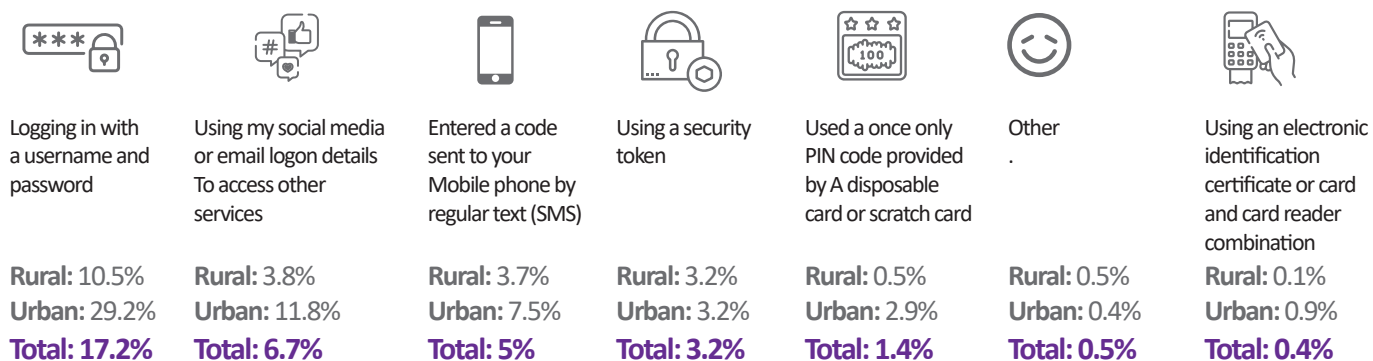 ***
#
100
Logging in with
a username and
password
Rural: 10.5%
Urban: 29.2%
Total: 17.2%
Using my social media
or email logon details
To access other
services
Rural: 3.8%
Urban: 11.8%
Total: 6.7%
Entered a code
sent to your
Mobile phone by
regular text (SMS)
Rural: 3.7%
Urban: 7.5%
Total: 5%
Using a security
token
Rural: 3.2%
Urban: 3.2%
Total: 3.2%
Used a once only
PIN code provided
by A disposable
card or scratch card
Rural: 0.5%
Urban: 2.9%
Total: 1.4%
Other
.
Rural: 0.5%
Urban: 0.4%
Total: 0.5%
Using an electronic
identification
certificate or card
and card reader
combination
Rural: 0.1%
Urban: 0.9%
Total: 0.4%